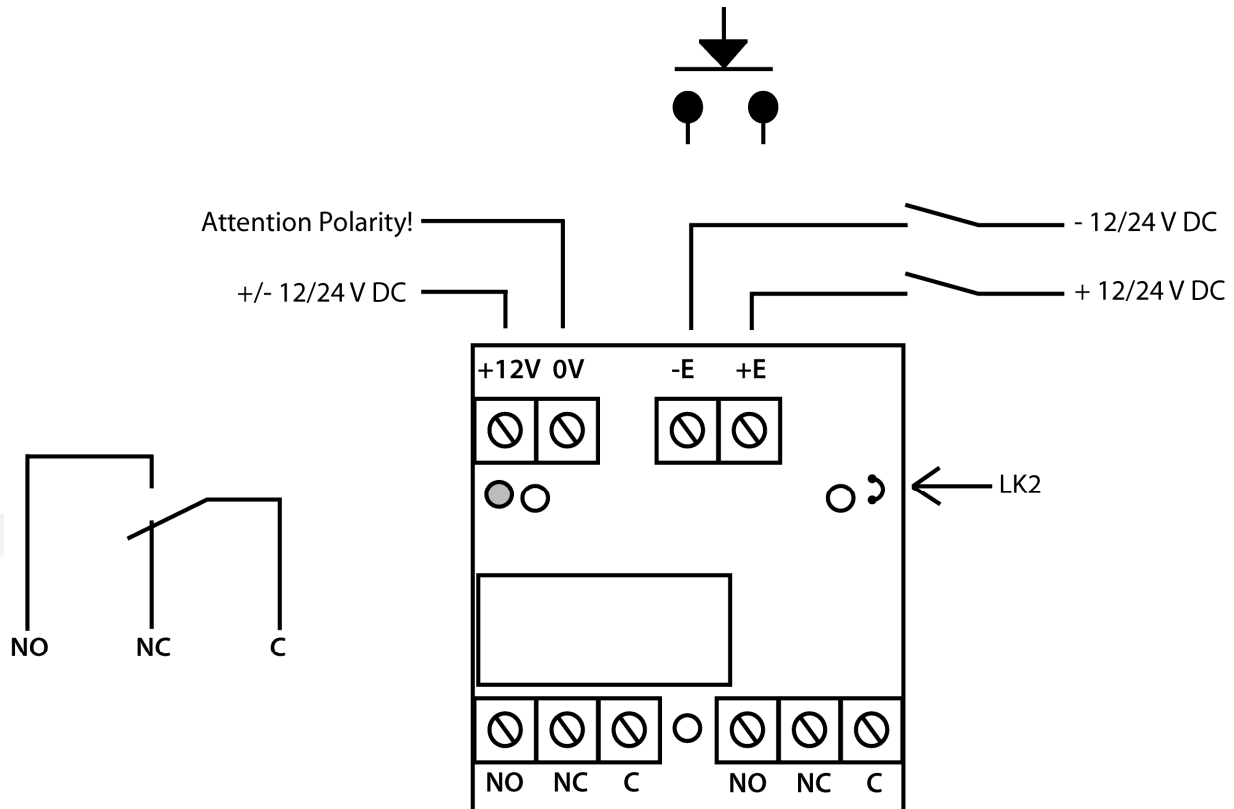 Attention Polarity!
- 12/24 V DC
+/- 12/24 V DC
+ 12/24 V DC
+12V 0V -E +E
LK2
NO NC C
NO NC C NO NC C